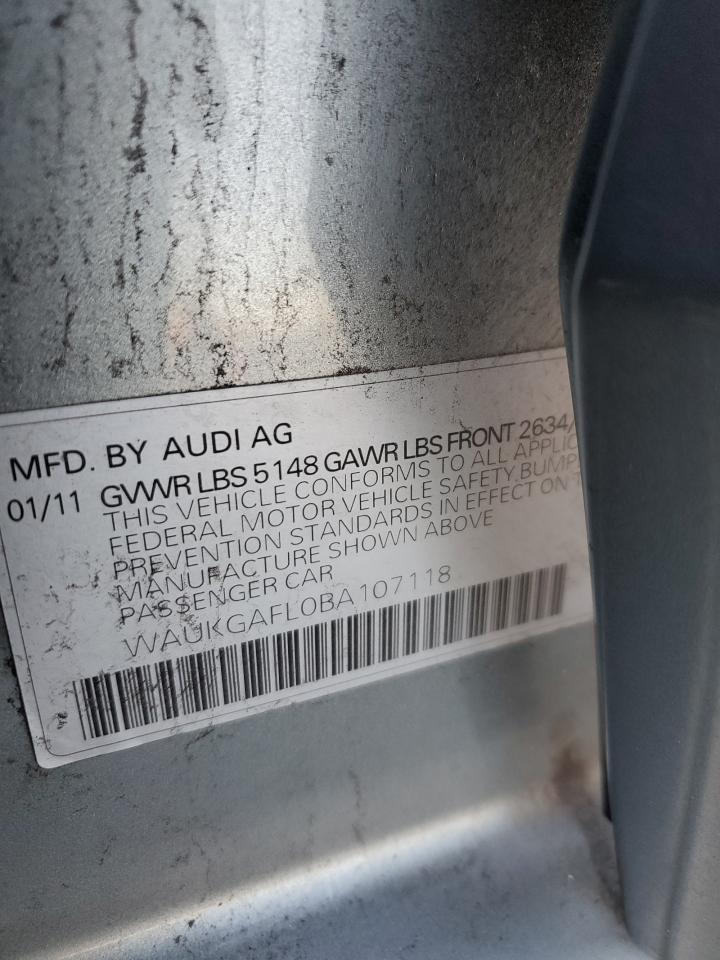 MFD. BY AUDI AG
01/11 GVWR LBS 5148 GAWR LBS FRONT 2634/
THIS VEHICLE CONFORMS TO ALL APPLIC
FEDERAL MOTOR VEHICLE SAFETY, BUMP
PREVENTION STANDARDS IN EFFECT ON T
MANUFACTURE SHOWN ABOVE
PASSENGER CAR
WAUKGAFL0BA107118